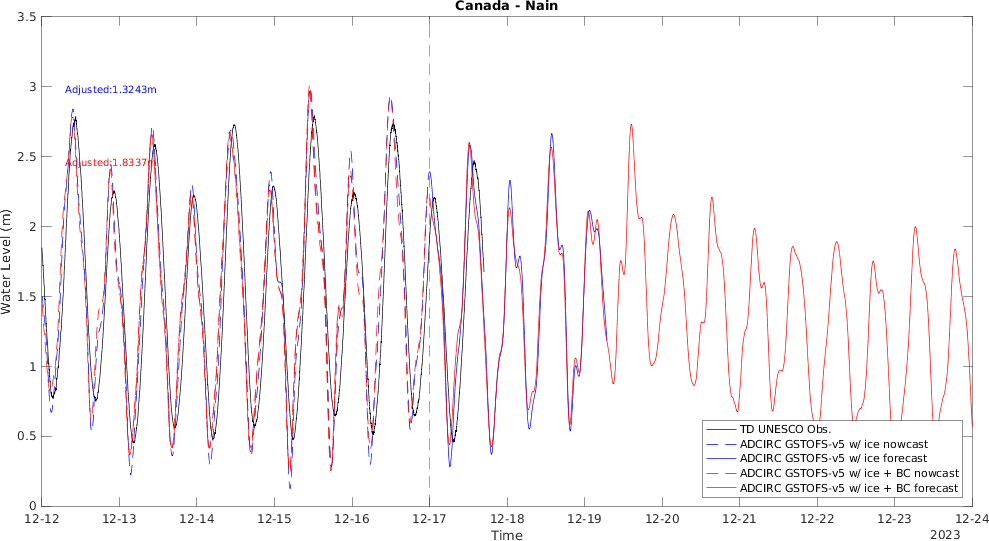 Canada - Nain
3.5
3
2.5
2
1.5
1
0.5
0
Water Level (m)
Adjusted:1.3243m
Adjusted:1.8337m
TD UNESCO Obs.
ADCIRC GSTOFS-v5 w/ ice nowcast
ADCIRC GSTOFS-v5 w/ ice forecast
ADCIRC GSTOFS-v5 w/ ice + BC nowcast
ADCIRC GSTOFS-v5 w/ ice + BC forecast
12-12 12-13 12-14 12-15 12-16 12-17 12-18 12-19 12-20 12-21 12-22 12-23 12-24
Time
2023